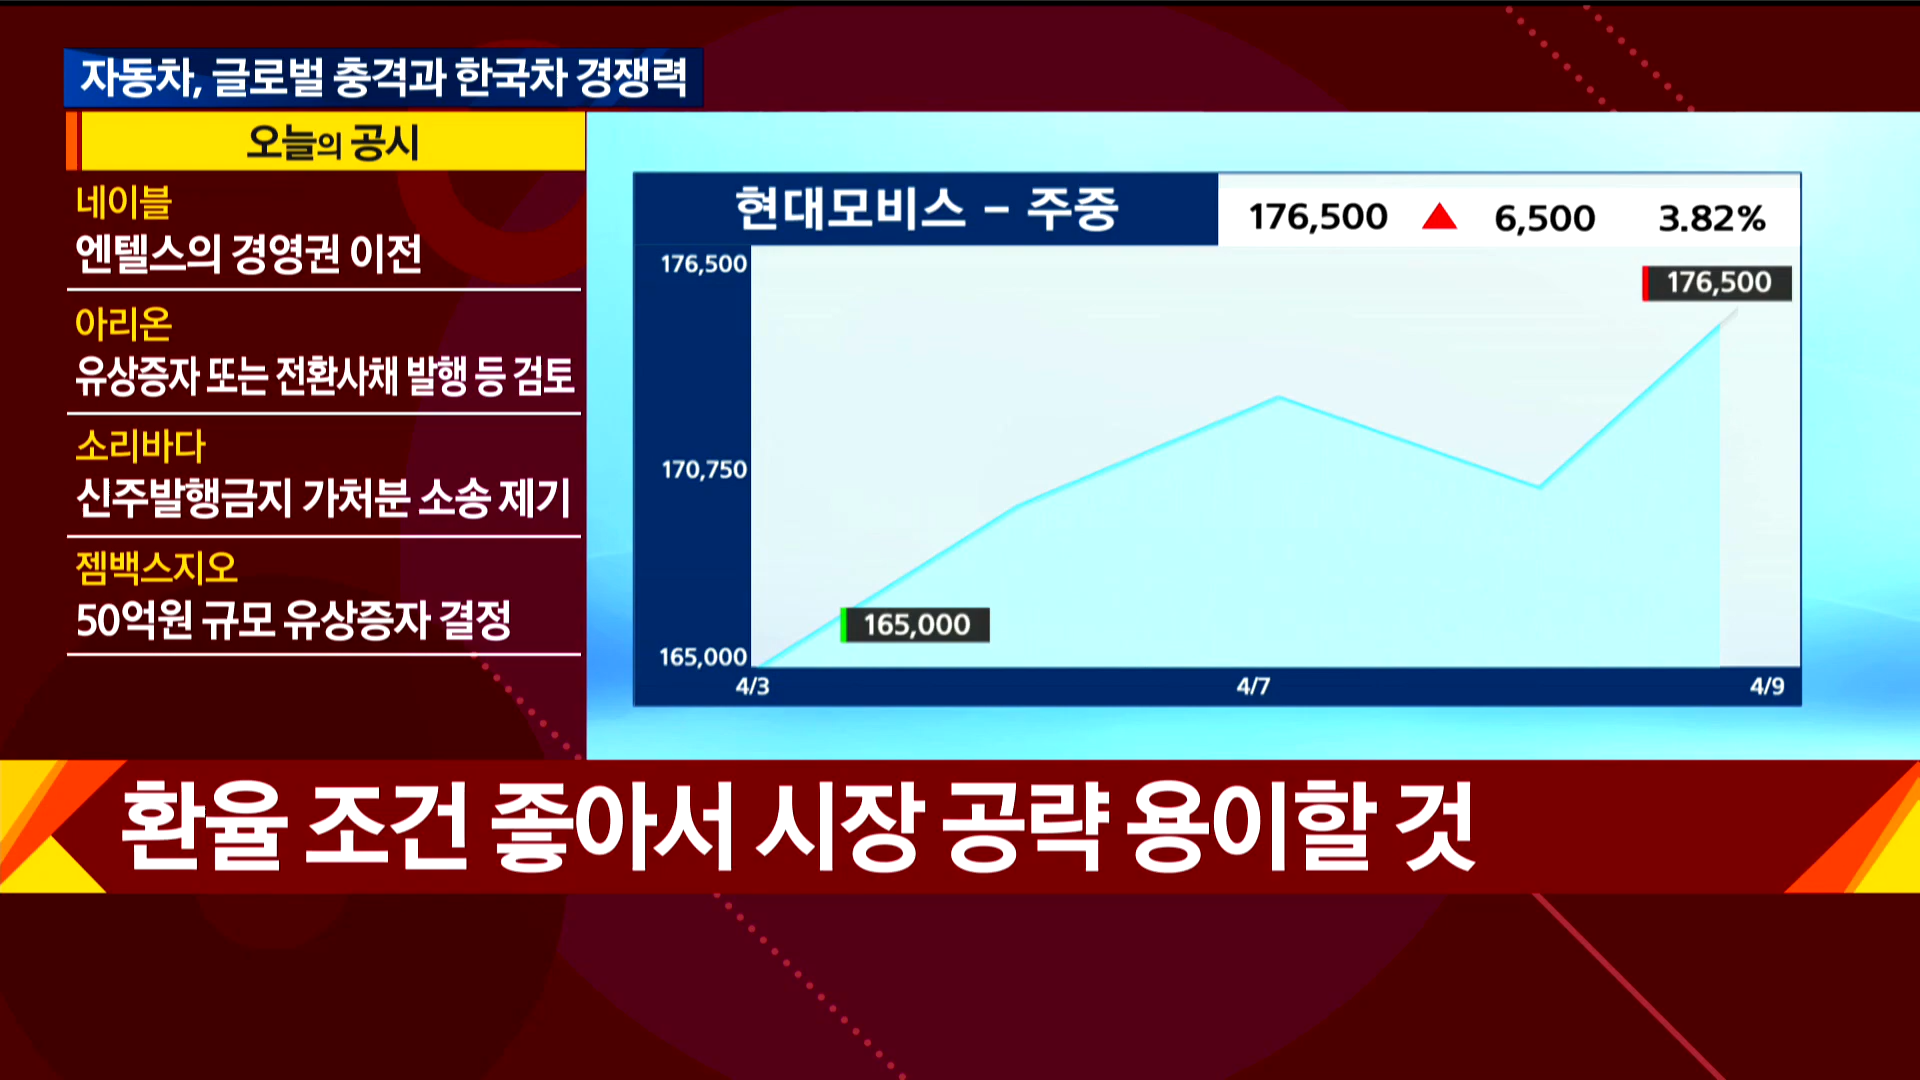 자동차, 글로벌 충격과 한국차 경쟁력
오늘의 공시
네이블
엔텔스의 경영권 이전
아리온
유상증자 또는 전환사채 발행 등 검토
소리바다
신주발행금지 가처분 소송 제기
젬백스지오
50억원 규모 유상증자 결정
현대모비스 - 주중
176,500 ▲ 6,500 3.82%
176,500
176,500
170,750
165,000
165,000
4/3 4/7 4/9
환율 조건 좋아서 시장 공략 용이할 것